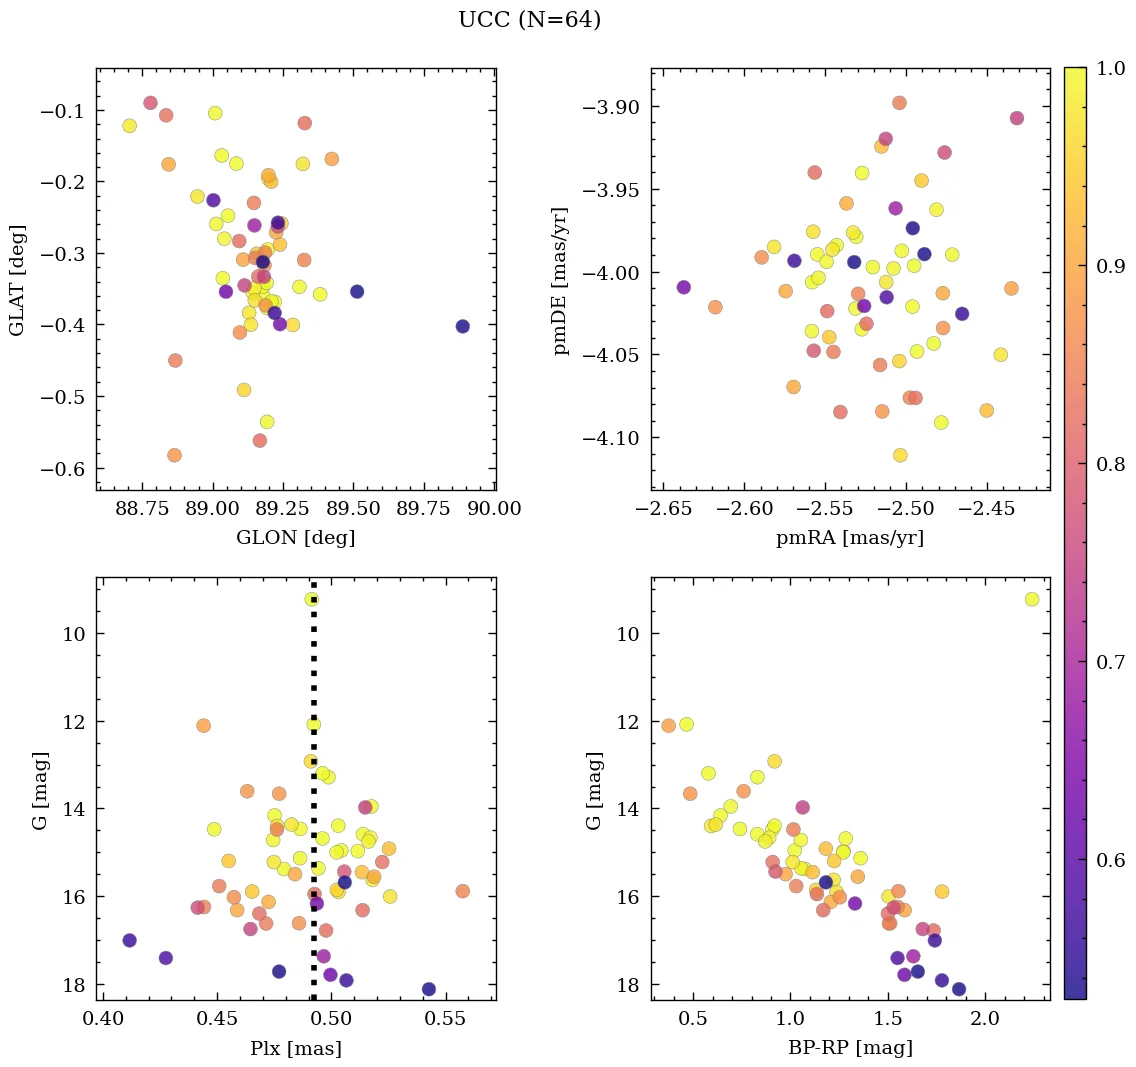 UCC (N=64)
−0.1
−0.2
−0.3
−0.4
−0.5
−0.6
GLAT [deg]
88.75 89.00 89.25 89.50 89.75 90.00
GLON [deg]
−3.90
−3.95
−4.00
−4.05
−4.10
pmDE [mas/yr]
−2.65 −2.60 −2.55 −2.50 −2.45
pmRA [mas/yr]
10
12
14
16
18
G [mag]
0.40 0.45 0.50 0.55
Plx [mas]
10
12
14
16
18
G [mag]
0.5 1.0 1.5 2.0
BP-RP [mag]
1.0
0.9
0.8
0.7
0.6